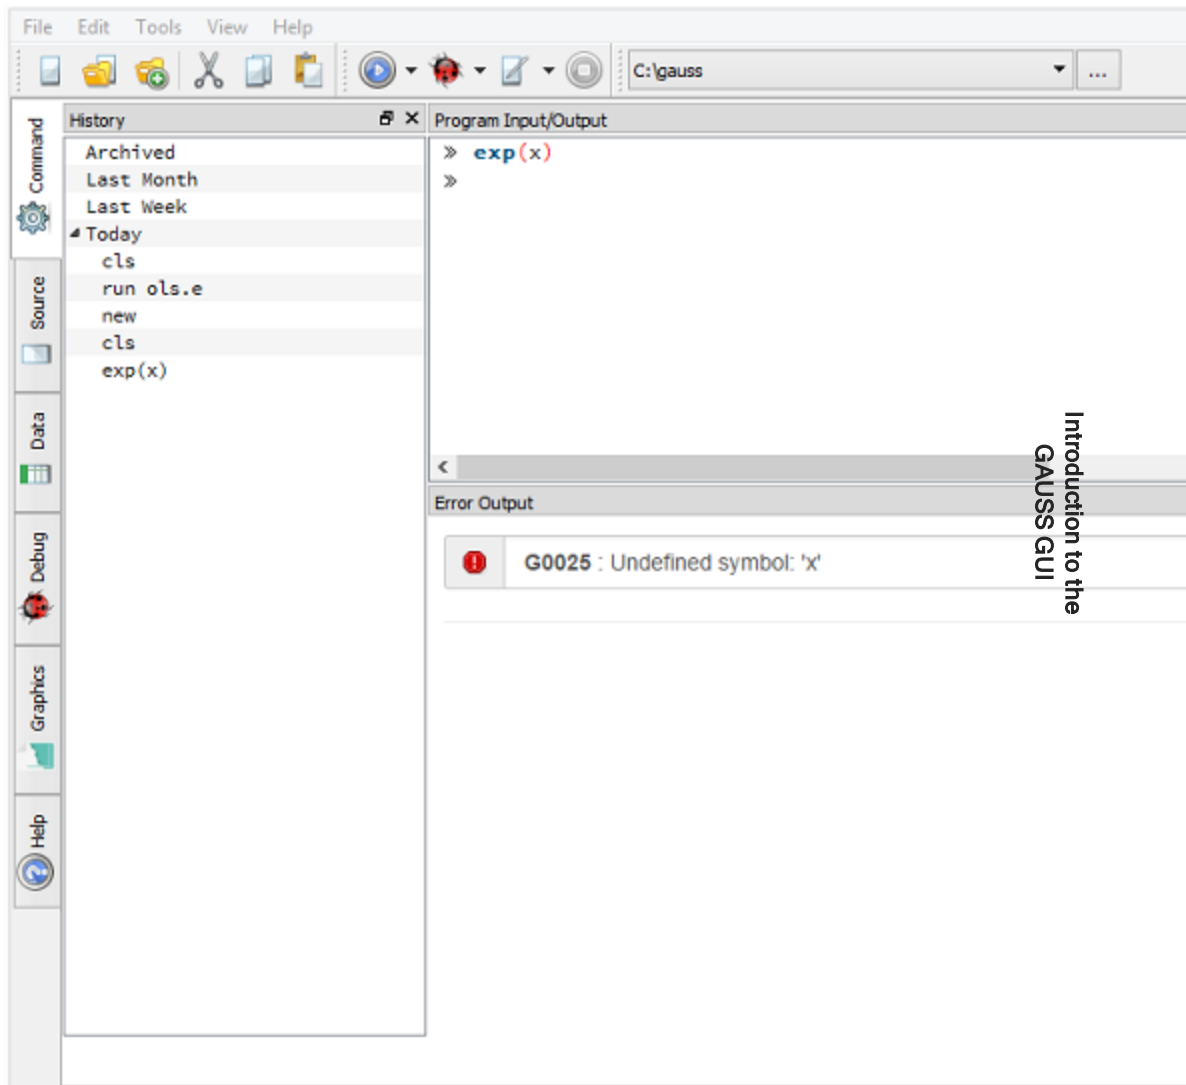 File Edit Tools View Help
C:\gauss
...
Command
Source
Data
Debug
Graphics
Help
History
Archived
Last Month
Last Week
Today
cls
run ols.e
new
cls
exp(x)
Program Input/Output
» exp(x)
»
Error Output
G0025 : Undefined symbol: 'x'
Introduction to the
GAUSS GUI